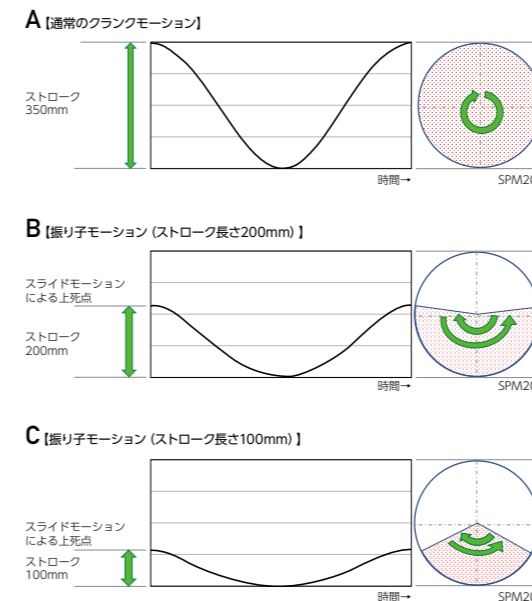 A【通常のクランクモーション】
ストローク
350mm
時間→
SPM20
B【振り子モーション（ストローク長さ200mm）】
スライドモーション
による上死点
ストローク
200mm
時間→
SPM20
C【振り子モーション（ストローク長さ100mm）】
スライドモーション
による上死点
ストローク
100mm
時間→
SPM20